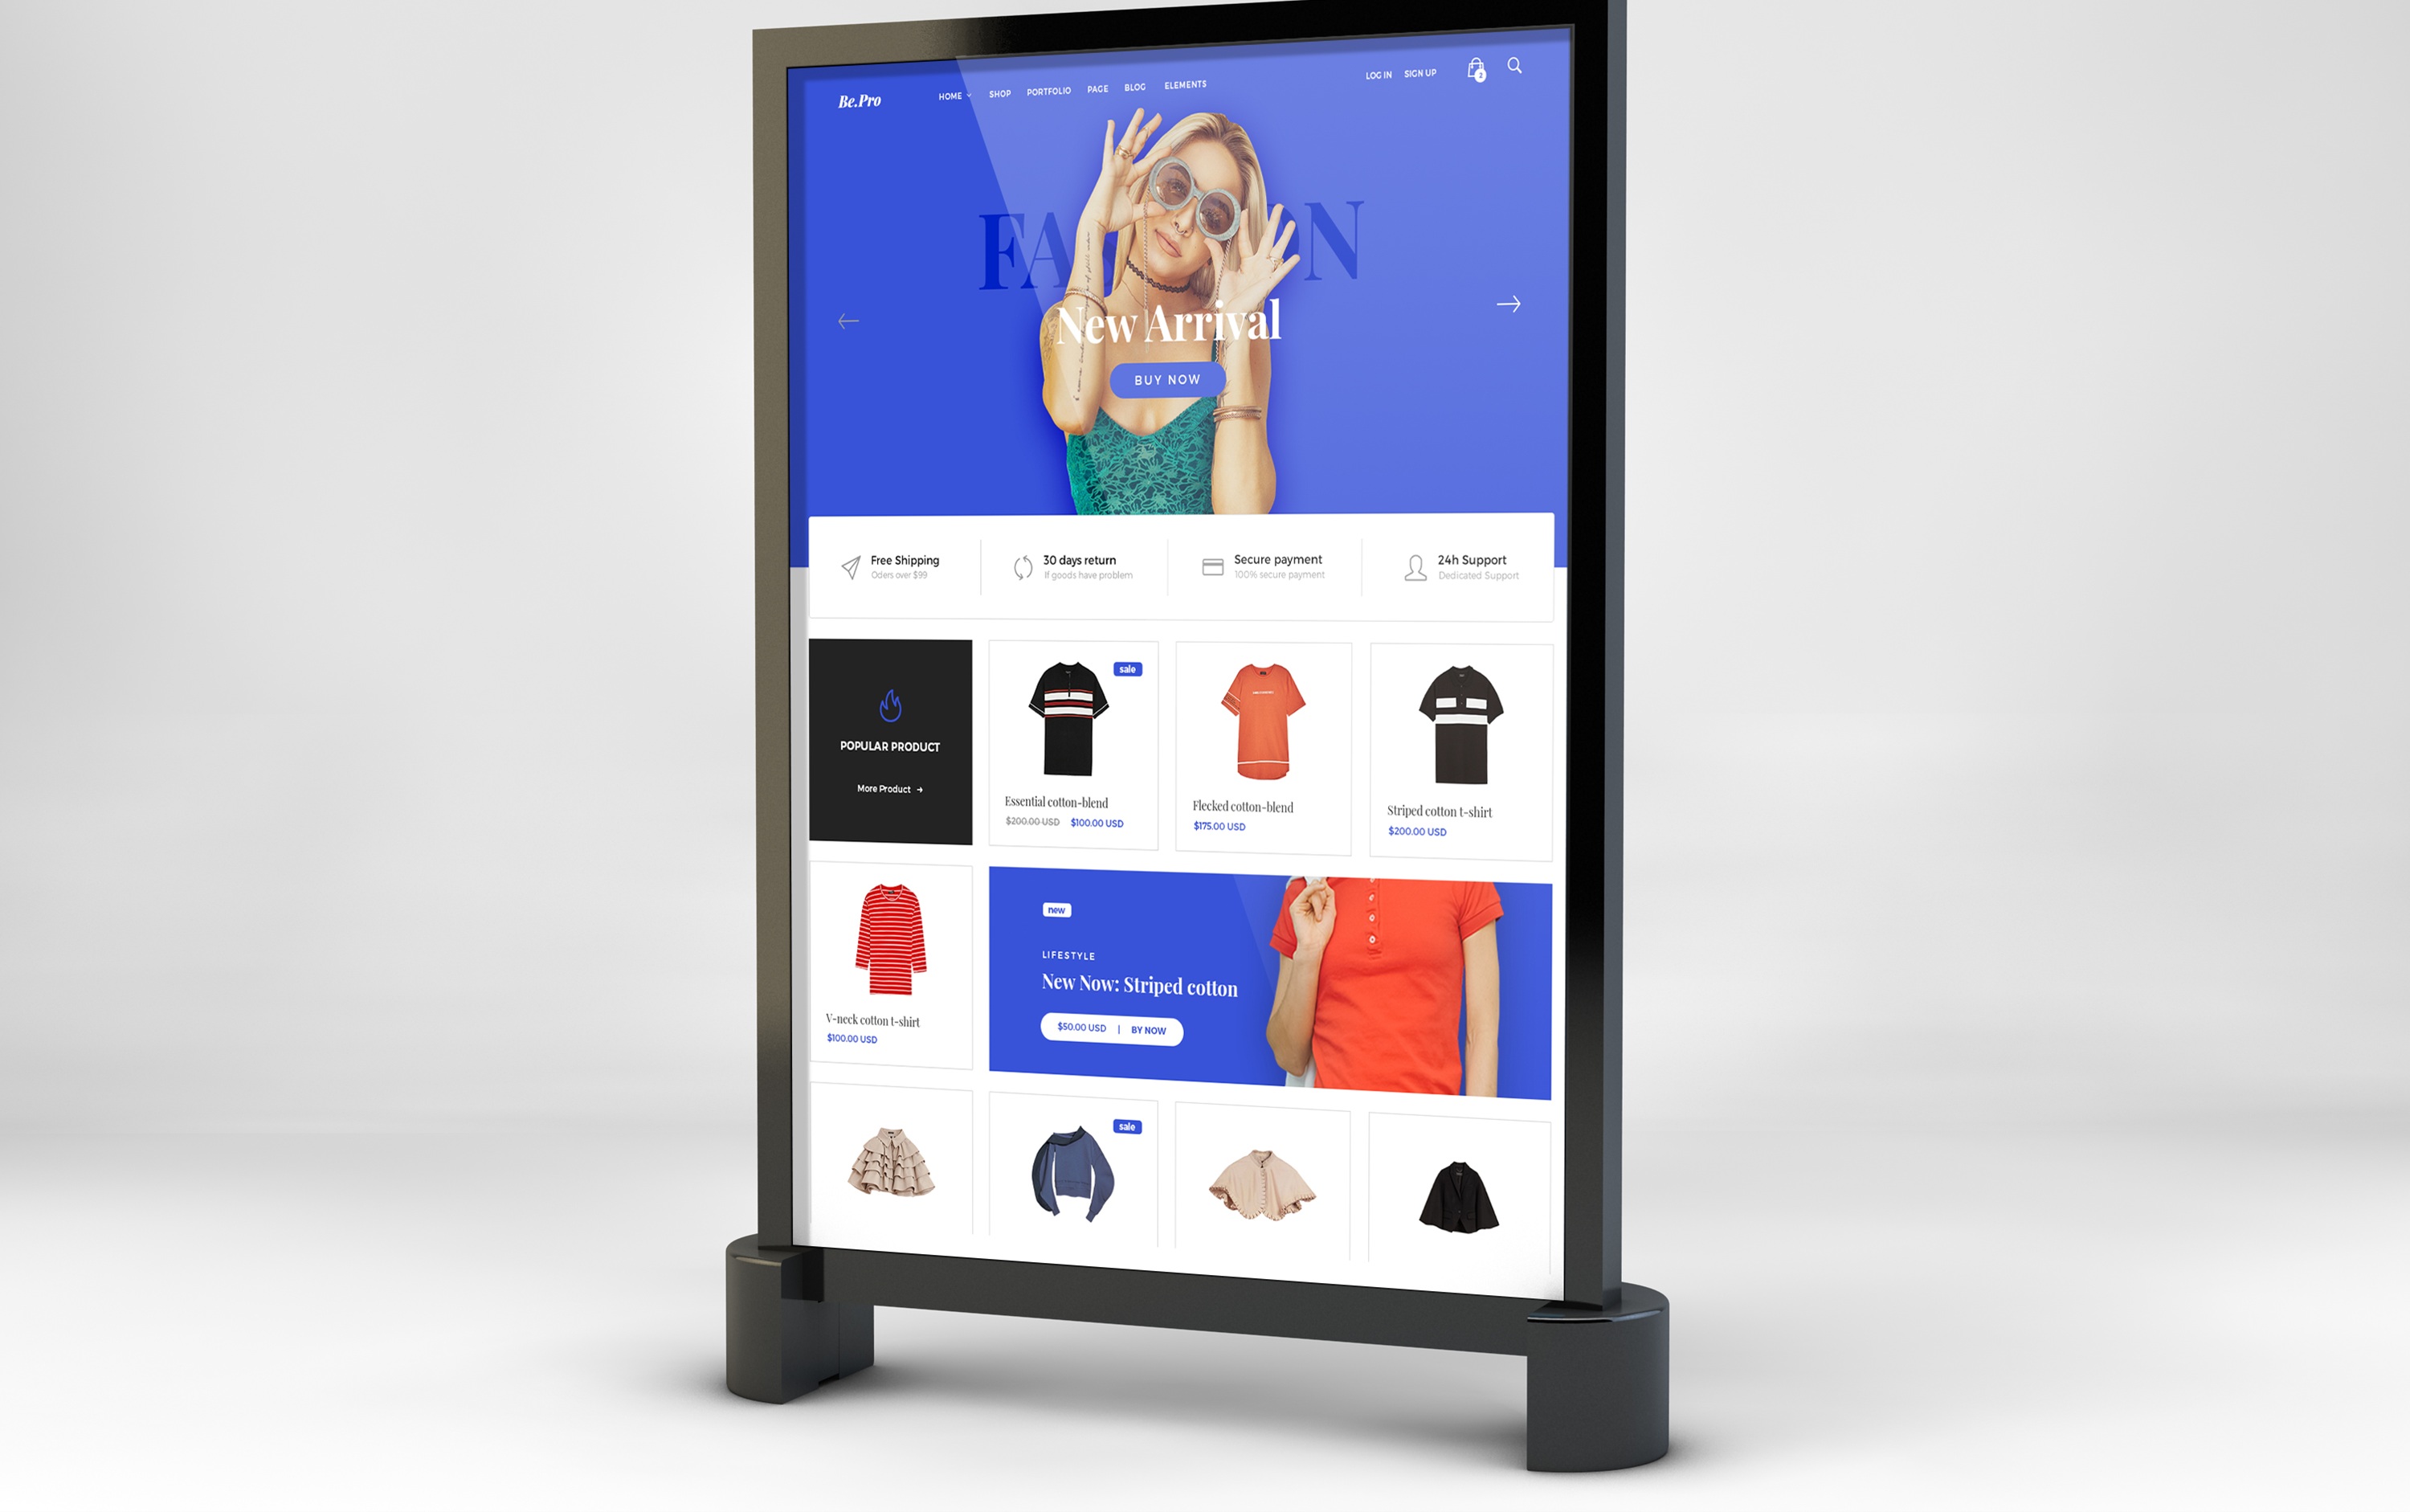 Be.Pro
HOME SHOP PORTFOLIO PAGE BLOG ELEMENTS
LOG IN SIGN UP
2
New Arrival
BUY NOW
Free Shipping
Oders over $99
30 days return
If goods have problem
Secure payment
100% secure payment
24h Support
Dedicated Support
POPULAR PRODUCT
More Product
sale
Essential cotton-blend
$200.00 USD $100.00 USD
Flecked cotton-blend
$175.00 USD
Striped cotton t-shirt
$200.00 USD
V-neck cotton t-shirt
$100.00 USD
new
LIFESTYLE
New Now: Striped cotton
$50.00 USD | BY NOW
sale